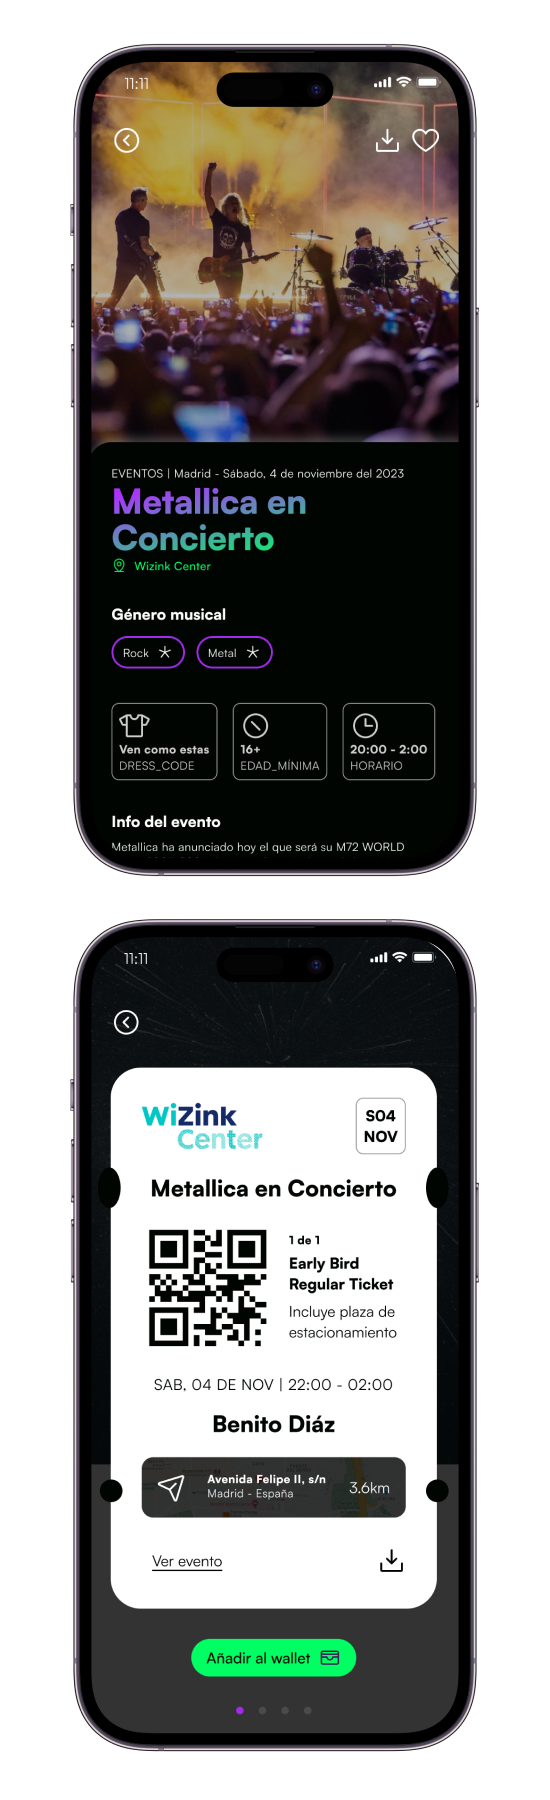 11:11
EVENTOS | Madrid - Sábado, 4 de noviembre del 2023
Metallica en
Concierto
Wizink Center
Género musical
Rock
Metal
Ven como estas
DRESS_CODE
16+
EDAD_MÍNIMA
20:00 - 2:00
HORARIO
Info del evento
Metallica ha anunciado hoy el que será su M72 WORLD
11:11
WiZink
Center
S04
NOV
Metallica en Concierto
1 de 1
Early Bird
Regular Ticket
Incluye plaza de
estacionamiento
SAB, 04 DE NOV | 22:00 - 02:00
Benito Diáz
Avenida Felipe II, s/n
Madrid - España
3.6km
Ver evento
Añadir al wallet